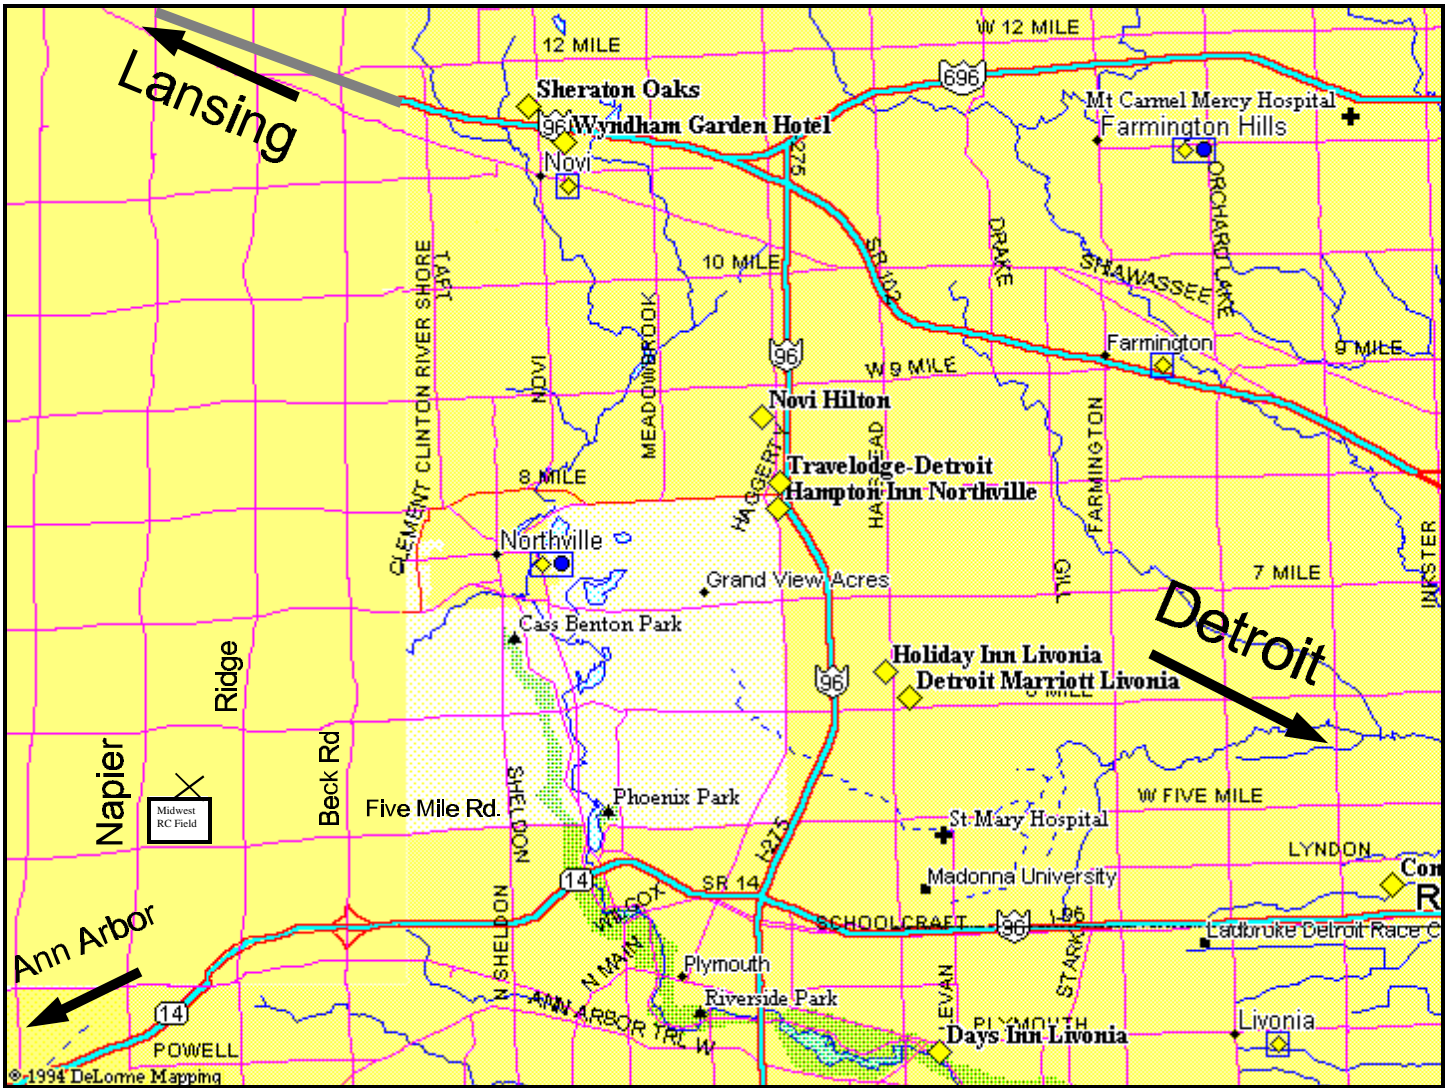 W 12 MILE
12 MILE
Lansing
696
Sheraton Oaks
Mt Carmel Mercy Hospital
96
Wyndham Garden Hotel
Farmington Hills
Novi
I-275
ORCHARD LAKE
DRAKE
SR 102
10 MILE
SHIAWASSEE
TAFT
CLEMENT CLINTON RIVER SHORE
MEADOWBROOK
NOVI
96
Farmington
9 MILE
W 9 MILE
Novi Hilton
HAGGERTY
HALSTEAD
FARMINGTON
Travelodge-Detroit
8 MILE
Hampton Inn Northville
Northville
INKSTER
GILL
7 MILE
Grand View Acres
Detroit
Cass Benton Park
Ridge
Holiday Inn Livonia
96
Detroit Marriott Livonia
6 MILE
Napier
Beck Rd
SHELDON
Midwest
RC Field
Five Mile Rd.
Phoenix Park
W FIVE MILE
St Mary Hospital
I-275
LYNDON
14
SR 14
Madonna University
Con
R
WILCOX
SCHOOLCRAFT
96
I-96
Ladbroke Detroit Race C
Ann Arbor
N SHELDON
N MAIN
Plymouth
STARK
LEVAN
14
ANN ARBOR TRL W
Riverside Park
PLYMOUTH
Livonia
Days Inn Livonia
POWELL
© 1994 DeLorme Mapping